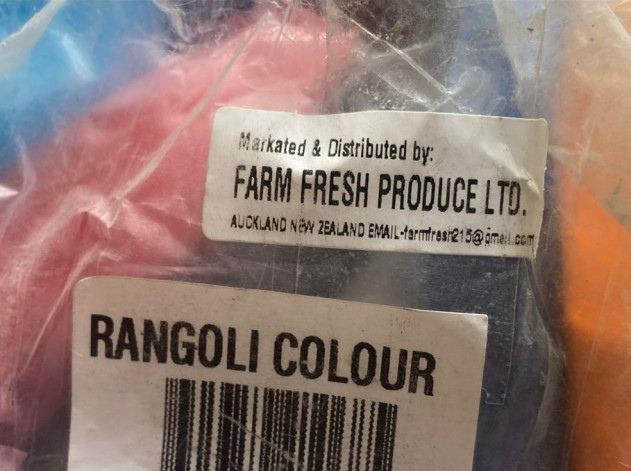 Markated & Distributed by:
FARM FRESH PRODUCE LTD.
AUCKLAND NEW ZEALAND EMAIL-farmfresh215@gmail.com
RANGOLI COLOUR